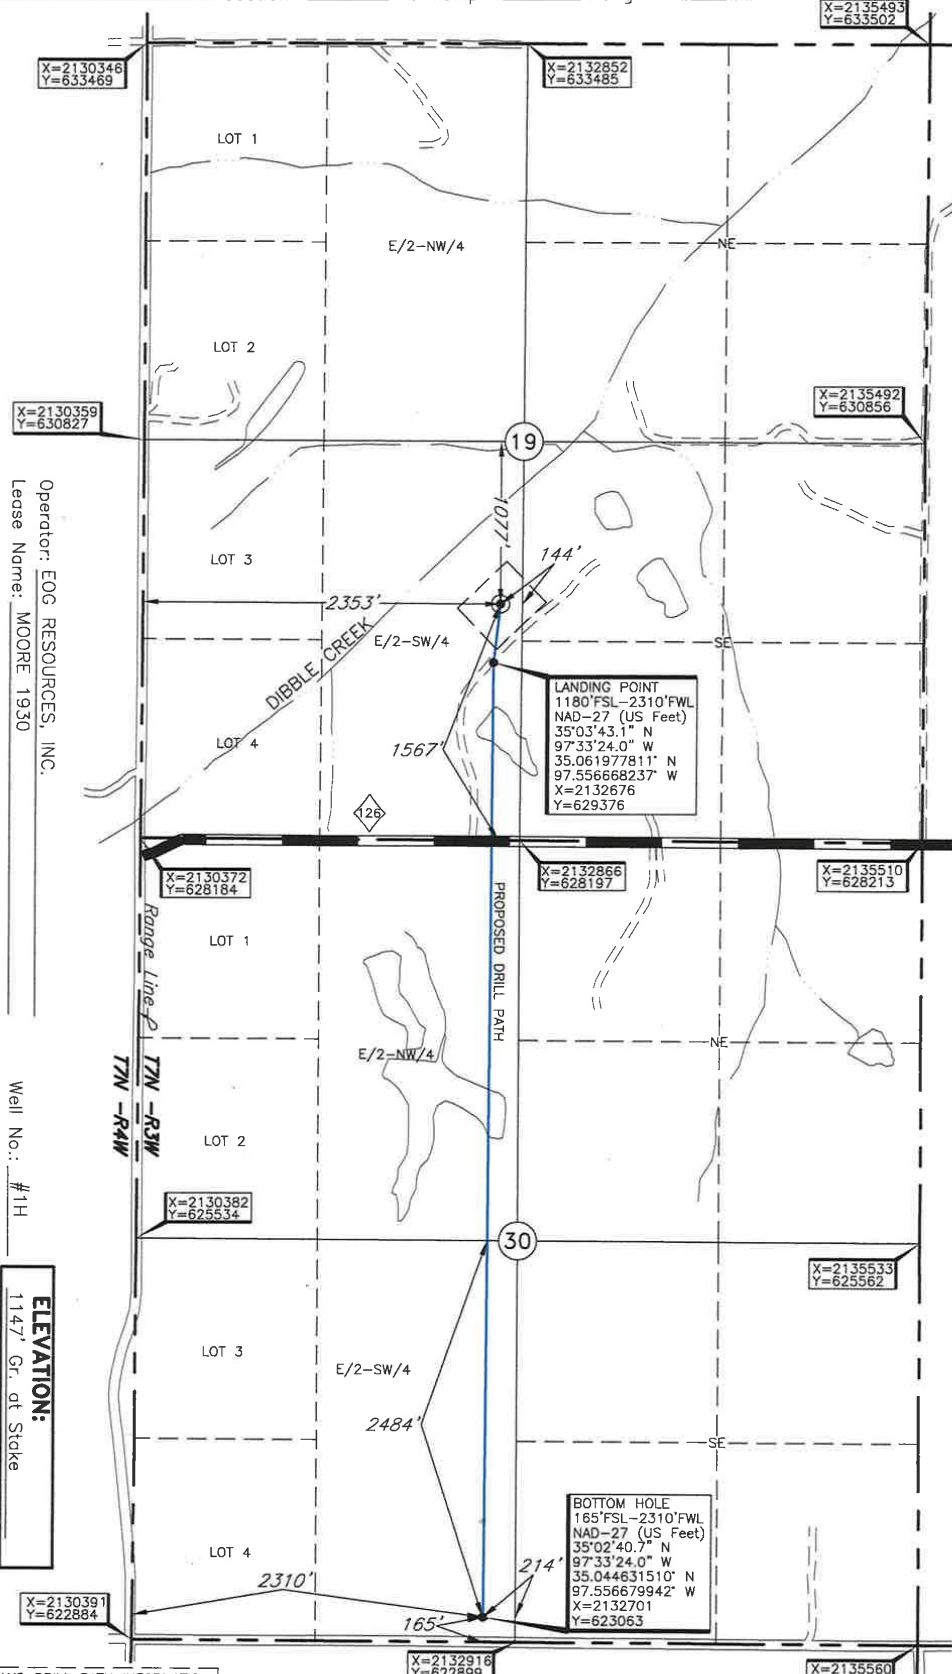 X=2135493
Y=633502
X=2130346
Y=633469
X=2132852
Y=633485
LOT 1
E/2-NW/4
NE
LOT 2
X=2130359
Y=630827
X=2135492
Y=630856
19
1077'
LOT 3
144'
2353'
E/2-SW/4
SE
DIBBLE CREEK
LANDING POINT
1180'FSL-2310'FWL
NAD-27 (US Feet)
35°03'43.1" N
97°33'24.0" W
35.061977811° N
97.556668237° W
X=2132676
Y=629376
LOT 4
1567'
126
X=2130372
Y=628184
X=2132866
Y=628197
X=2135510
Y=628213
Operator: EOG RESOURCES, INC.
Lease Name: MOORE 1930
Well No.: #1H
ELEVATION:
1147' Gr. at Stake
Range Line
T7N -R3W
T7N -R4W
PROPOSED DRILL PATH
LOT 1
E/2-NW/4
NE
LOT 2
X=2130382
Y=625534
30
X=2135533
Y=625562
LOT 3
E/2-SW/4
2484'
SE
BOTTOM HOLE
165'FSL-2310'FWL
NAD-27 (US Feet)
35°02'40.7" N
97°33'24.0" W
35.044631510° N
97.556679942° W
X=2132701
Y=623063
LOT 4
2310'
214'
165'
X=2130391
Y=622884
X=2132916
Y=622899
X=2135560